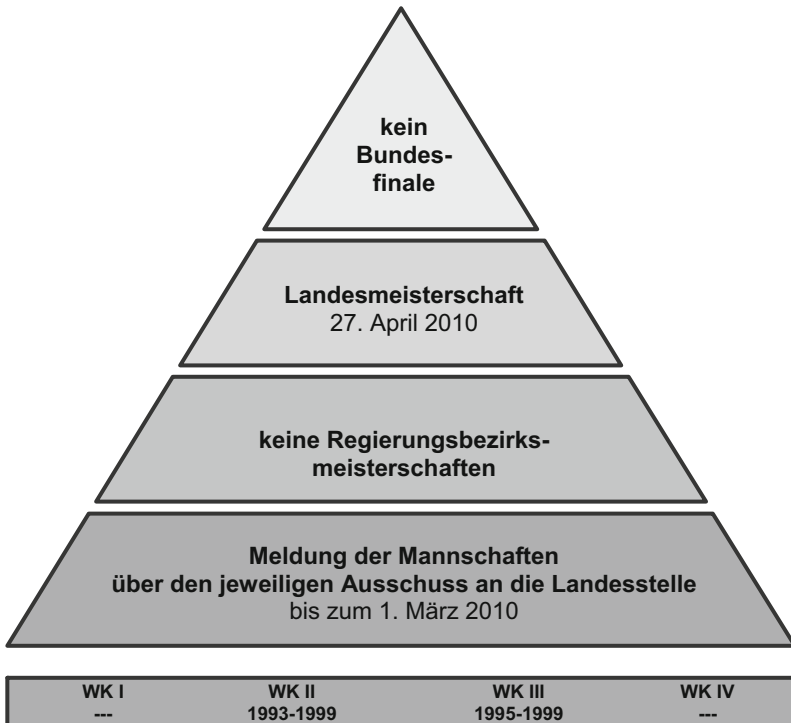 kein
Bundes-
finale
Landesmeisterschaft
27. April 2010
keine Regierungsbezirks-
meisterschaften
Meldung der Mannschaften
über den jeweiligen Ausschuss an die Landesstelle
bis zum 1. März 2010
WK I WK II WK III WK IV
--- 1993-1999 1995-1999 ---